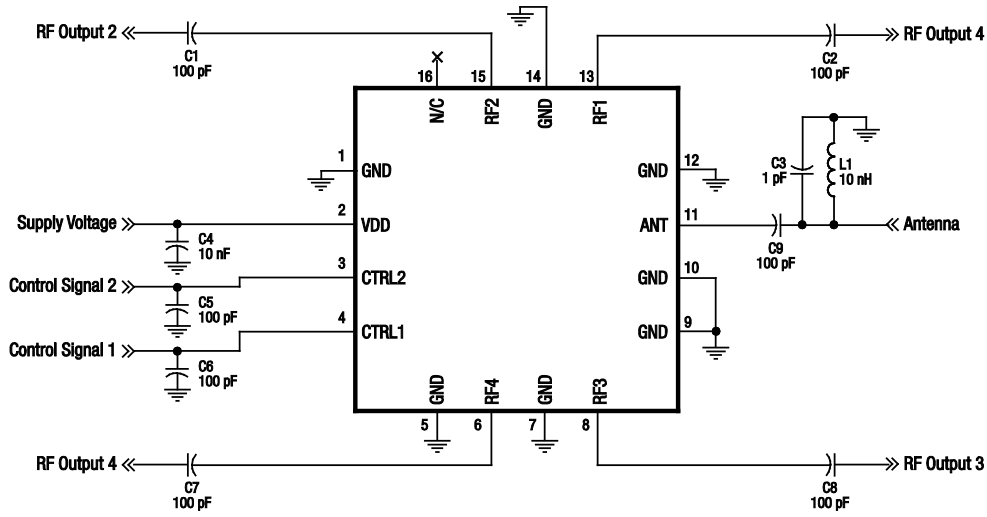 RF Output 2
C1
100 pF
C2
100 pF
RF Output 4
16
15
14
13
N/C
RF2
GND
RF1
1
GND
GND
12
C3
1 pF
L1
10 nH
Supply Voltage
2
VDD
ANT
11
Antenna
C4
10 nF
C9
100 pF
Control Signal 2
3
CTRL2
GND
10
C5
100 pF
Control Signal 1
4
CTRL1
GND
9
C6
100 pF
GND
RF4
GND
RF3
5
6
7
8
RF Output 4
C7
100 pF
C8
100 pF
RF Output 3